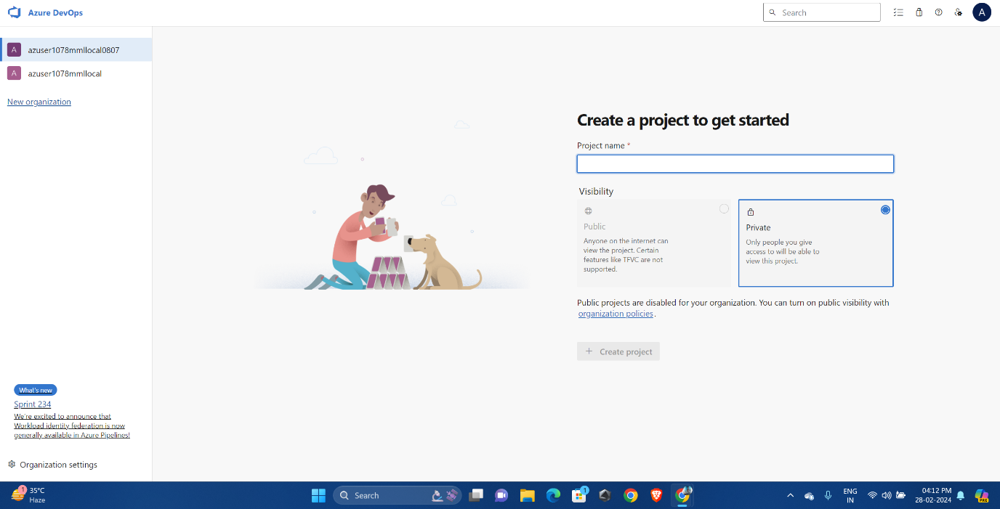 Azure DevOps
Search
A
A azuser1078mmllocal0807
A azuser1078mmllocal
New organization
Create a project to get started
Project name *
Visibility
Public
Anyone on the internet can
view the project. Certain
features like TFVC are not
supported.
Private
Only people you give
access to will be able to
view this project.
Public projects are disabled for your organization. You can turn on public visibility with
organization policies.
+ Create project
What's new
Sprint 234
We're excited to announce that
Workload identity federation is now
generally available in Azure Pipelines!
Organization settings
1
35°C
Haze
Search
1
ENG
IN
04:12 PM
28-02-2024
PRE